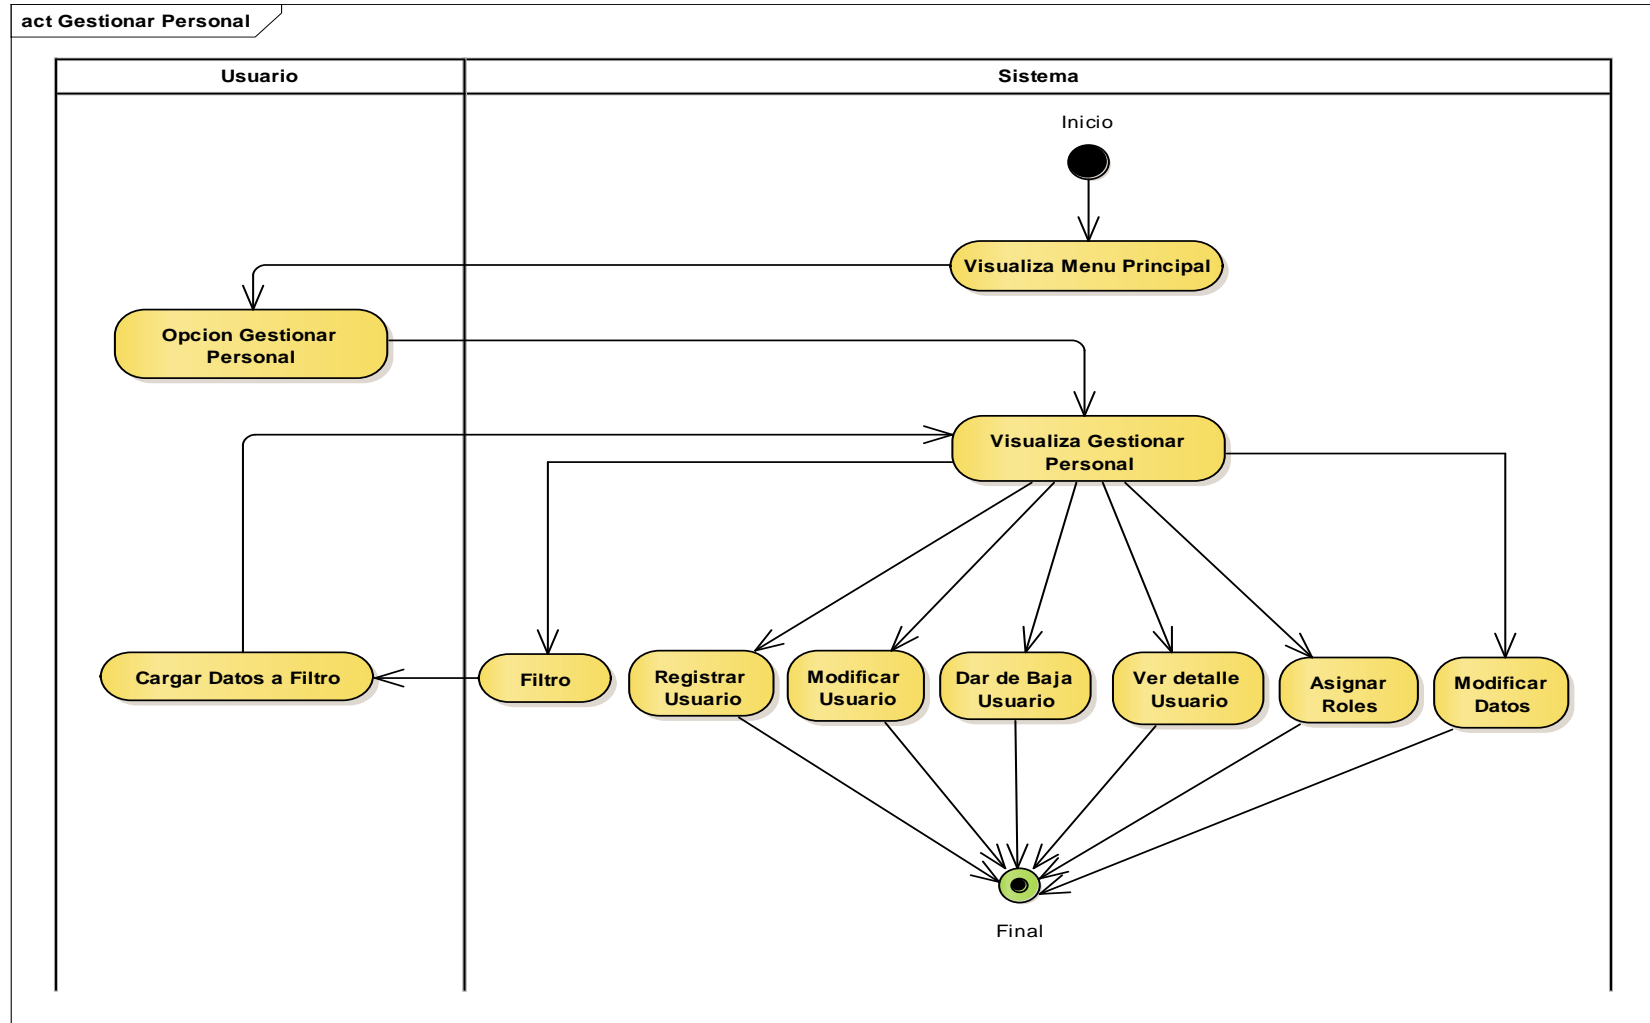 act Gestionar Personal
Usuario
Sistema
Inicio
Visualiza Menu Principal
Opcion Gestionar
Personal
Visualiza Gestionar
Personal
Cargar Datos a Filtro
Filtro
Registrar
Usuario
Modificar
Usuario
Dar de Baja
Usuario
Ver detalle
Usuario
Asignar
Roles
Modificar
Datos
Final